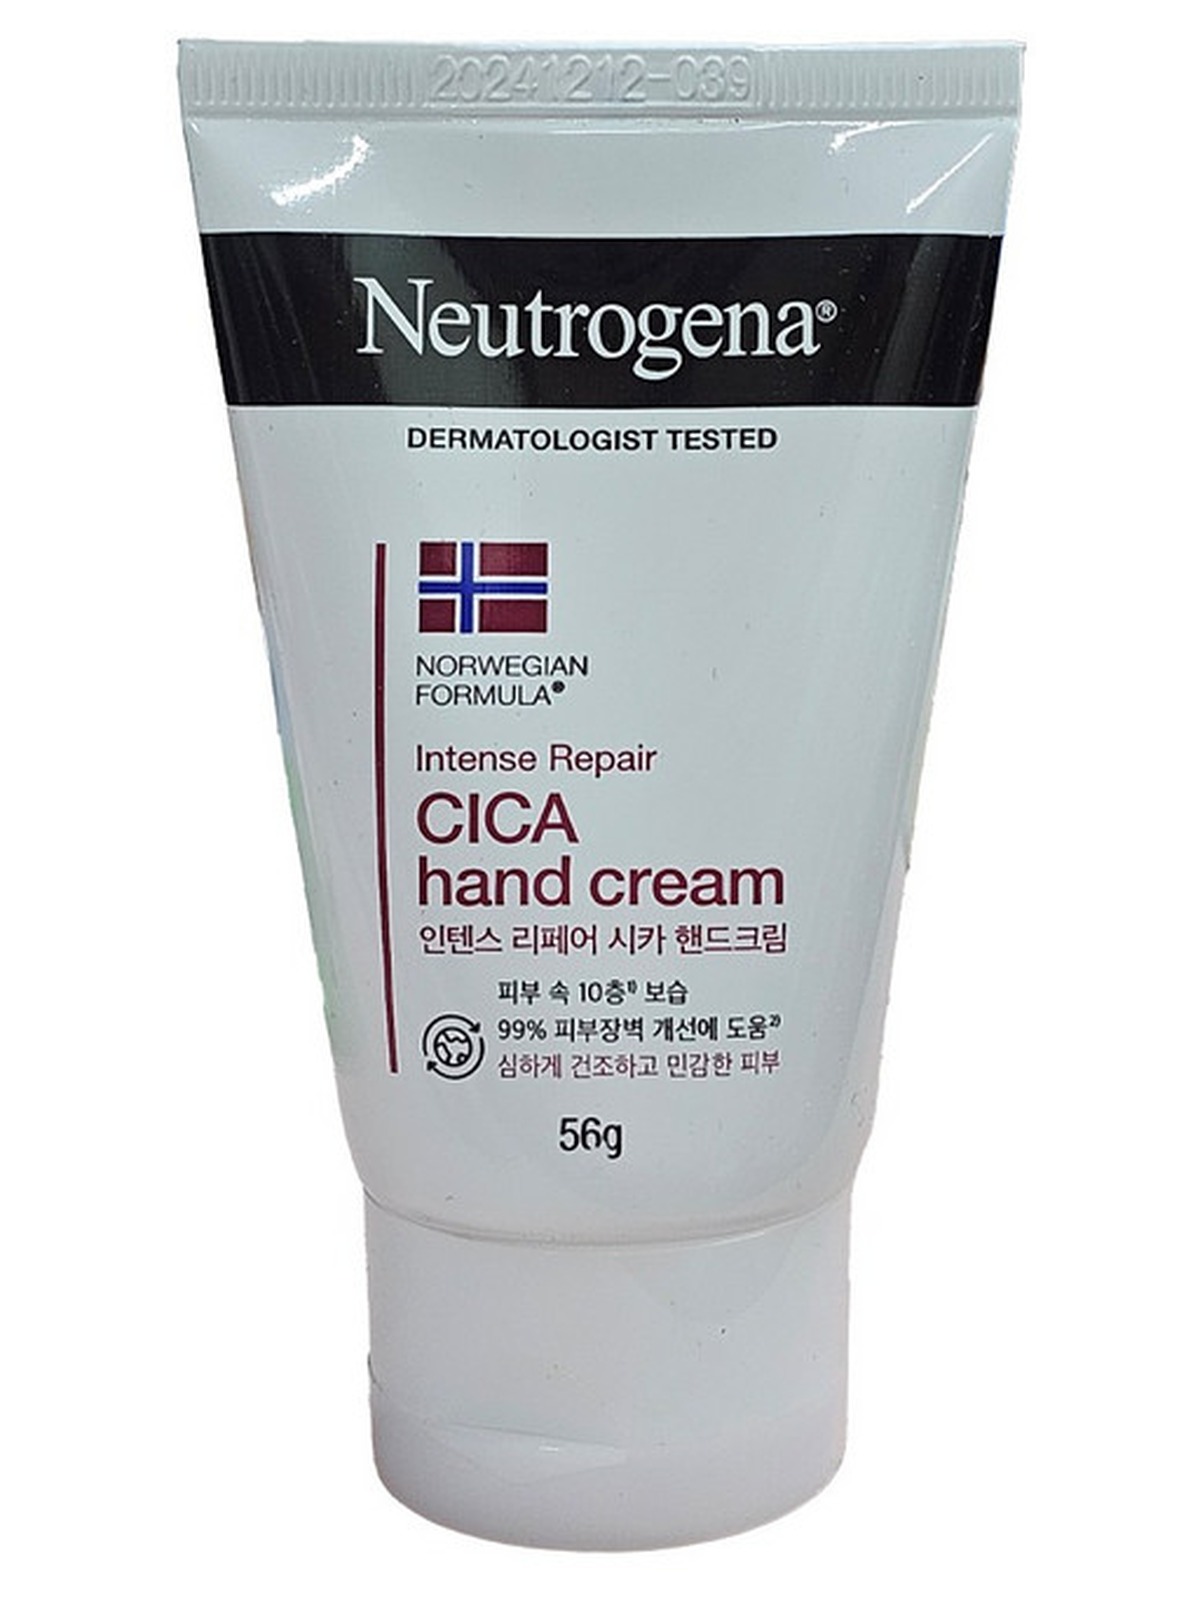 20241212-039
Neutrogena®
DERMATOLOGIST TESTED
NORWEGIAN
FORMULA®
Intense Repair
CICA
hand cream
인텐스 리페어 시카 핸드크림
피부 속 10층¹⁾ 보습
99% 피부장벽 개선에 도움²⁾
심하게 건조하고 민감한 피부
56g